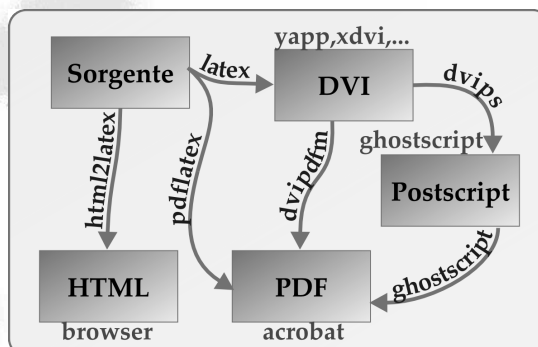 yapp,xdvi,...
Sorgente
latex
DVI
dvips
ghostscript
html2latex
pdflatex
dvipdfm
Postscript
ghostscript
HTML
PDF
browser
acrobat